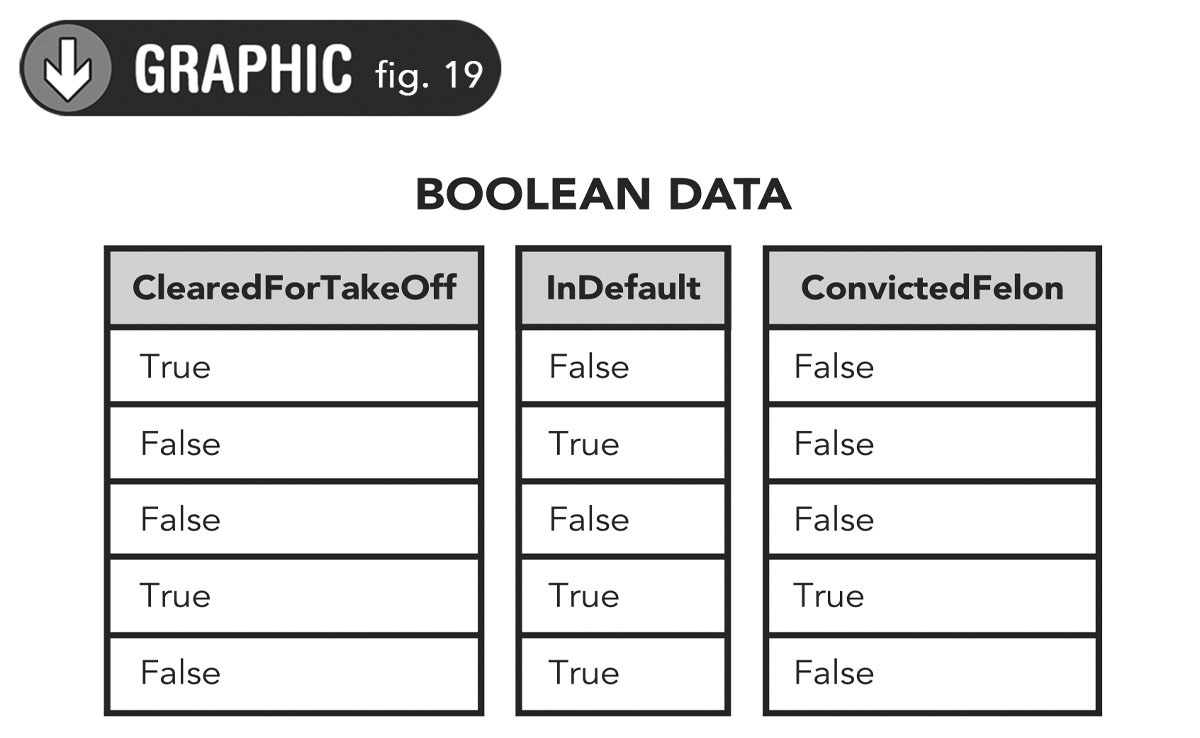 GRAPHIC fig. 19
BOOLEAN DATA
ClearedForTakeOff InDefault ConvictedFelon
True False False
False True False
False False False
True True True
False True False